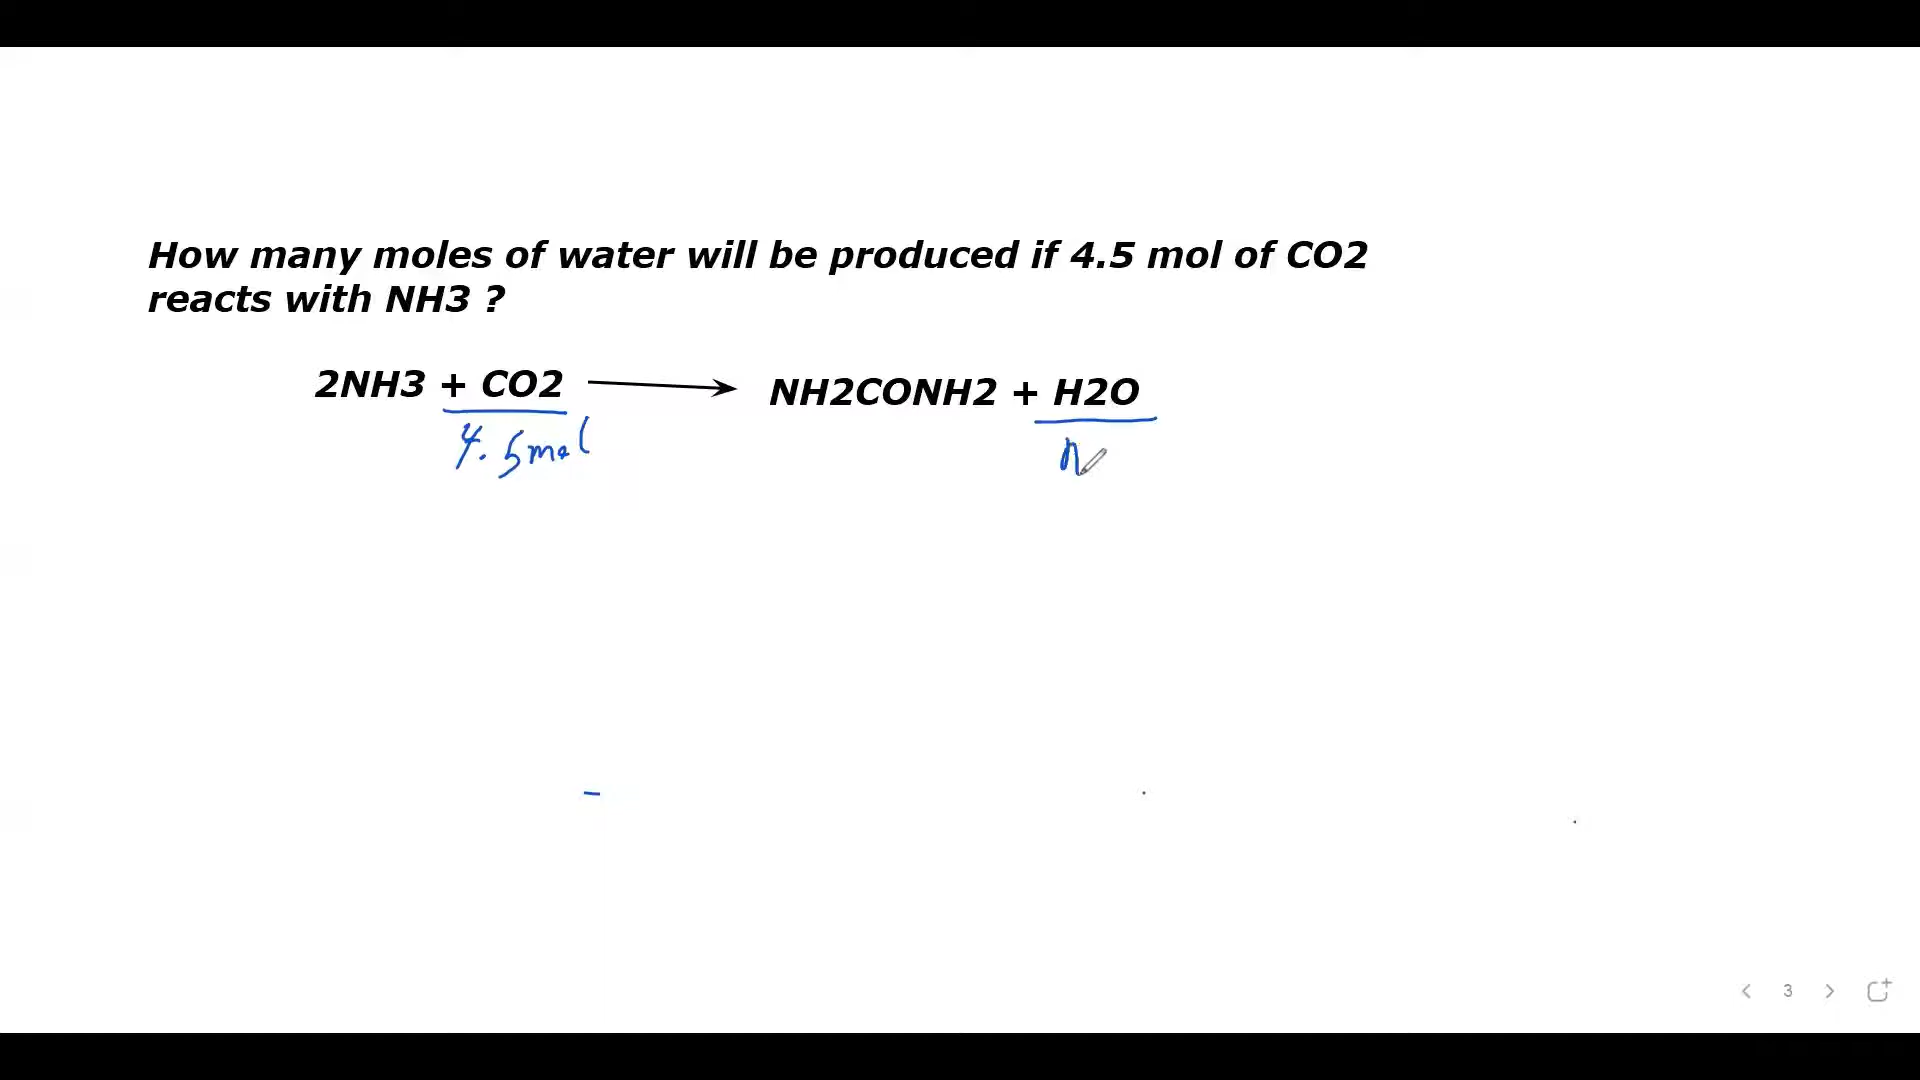 How many moles of water will be produced if 4.5 mol of CO2
reacts with NH3 ?
2NH3 + CO2 NH2CONH2 + H2O
4.5mol n
3